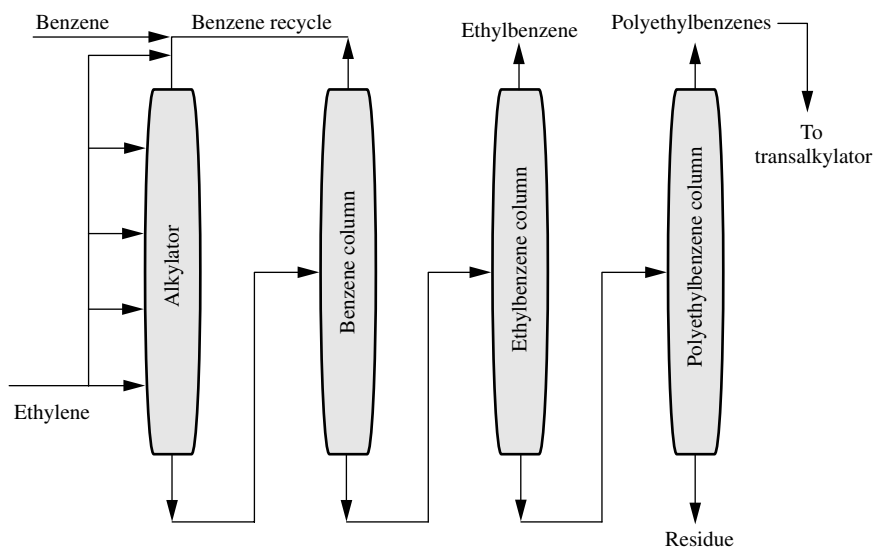 Benzene
Benzene recycle
Ethylbenzene
Polyethylbenzenes
To
transalkylator
Alkylator
Benzene column
Ethylbenzene column
Polyethylbenzene column
Ethylene
Residue